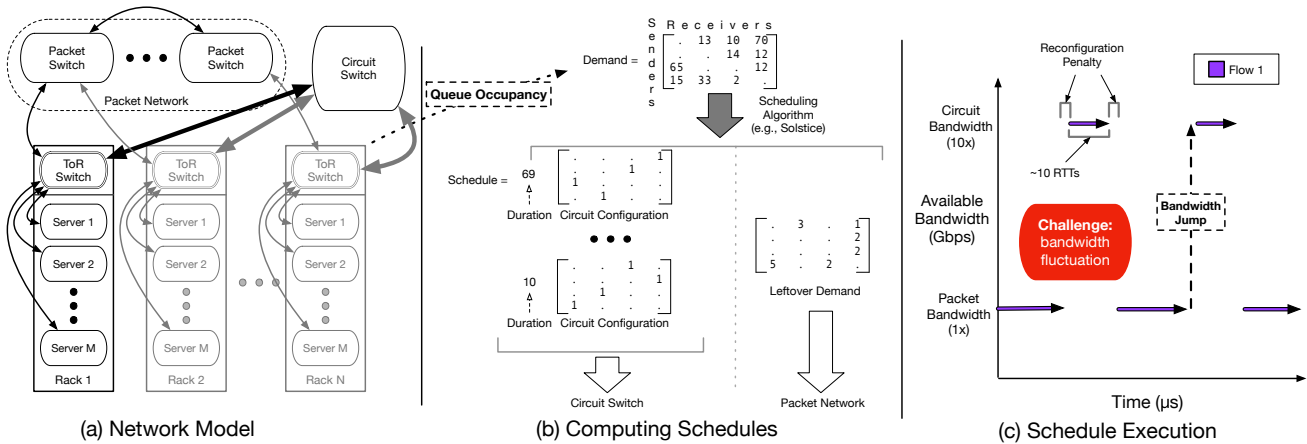 Packet
Switch
Packet
Switch
Packet Network
Circuit
Switch
ToR
Switch
Server 1
Server 2
Server M
Rack 1
ToR
Switch
Server 1
Server 2
Server M
Rack 2
ToR
Switch
Server 1
Server 2
Server M
Rack N
(a) Network Model
Queue Occupancy
Senders
Receivers
Demand =
. 13 10 70
. . 14 12
65 . . 12
15 33 2 .
Scheduling
Algorithm
(e.g., Solstice)
Schedule =
69
Duration
. . . 1
. . 1 .
1 . . .
. 1 . .
Circuit Configuration
10
Duration
. . 1 .
. . . 1
. 1 . .
1 . . .
Circuit Configuration
. 3 . 1
. . . 2
. . . 2
5 . 2 .
Leftover Demand
Circuit Switch
Packet Network
(b) Computing Schedules
Reconfiguration
Penalty
Flow 1
Circuit
Bandwidth
(10x)
~10 RTTs
Available
Bandwidth
(Gbps)
Challenge:
bandwidth
fluctuation
Bandwidth
Jump
Packet
Bandwidth
(1x)
Time (µs)
(c) Schedule Execution